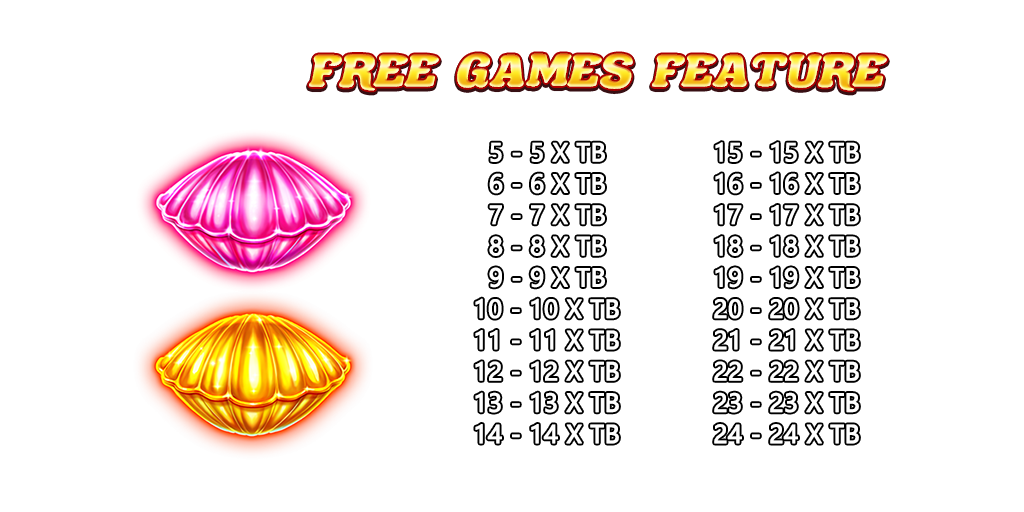 FREE GAMES FEATURE
5 - 5 X TB
6 - 6 X TB
7 - 7 X TB
8 - 8 X TB
9 - 9 X TB
10 - 10 X TB
11 - 11 X TB
12 - 12 X TB
13 - 13 X TB
14 - 14 X TB
15 - 15 X TB
16 - 16 X TB
17 - 17 X TB
18 - 18 X TB
19 - 19 X TB
20 - 20 X TB
21 - 21 X TB
22 - 22 X TB
23 - 23 X TB
24 - 24 X TB